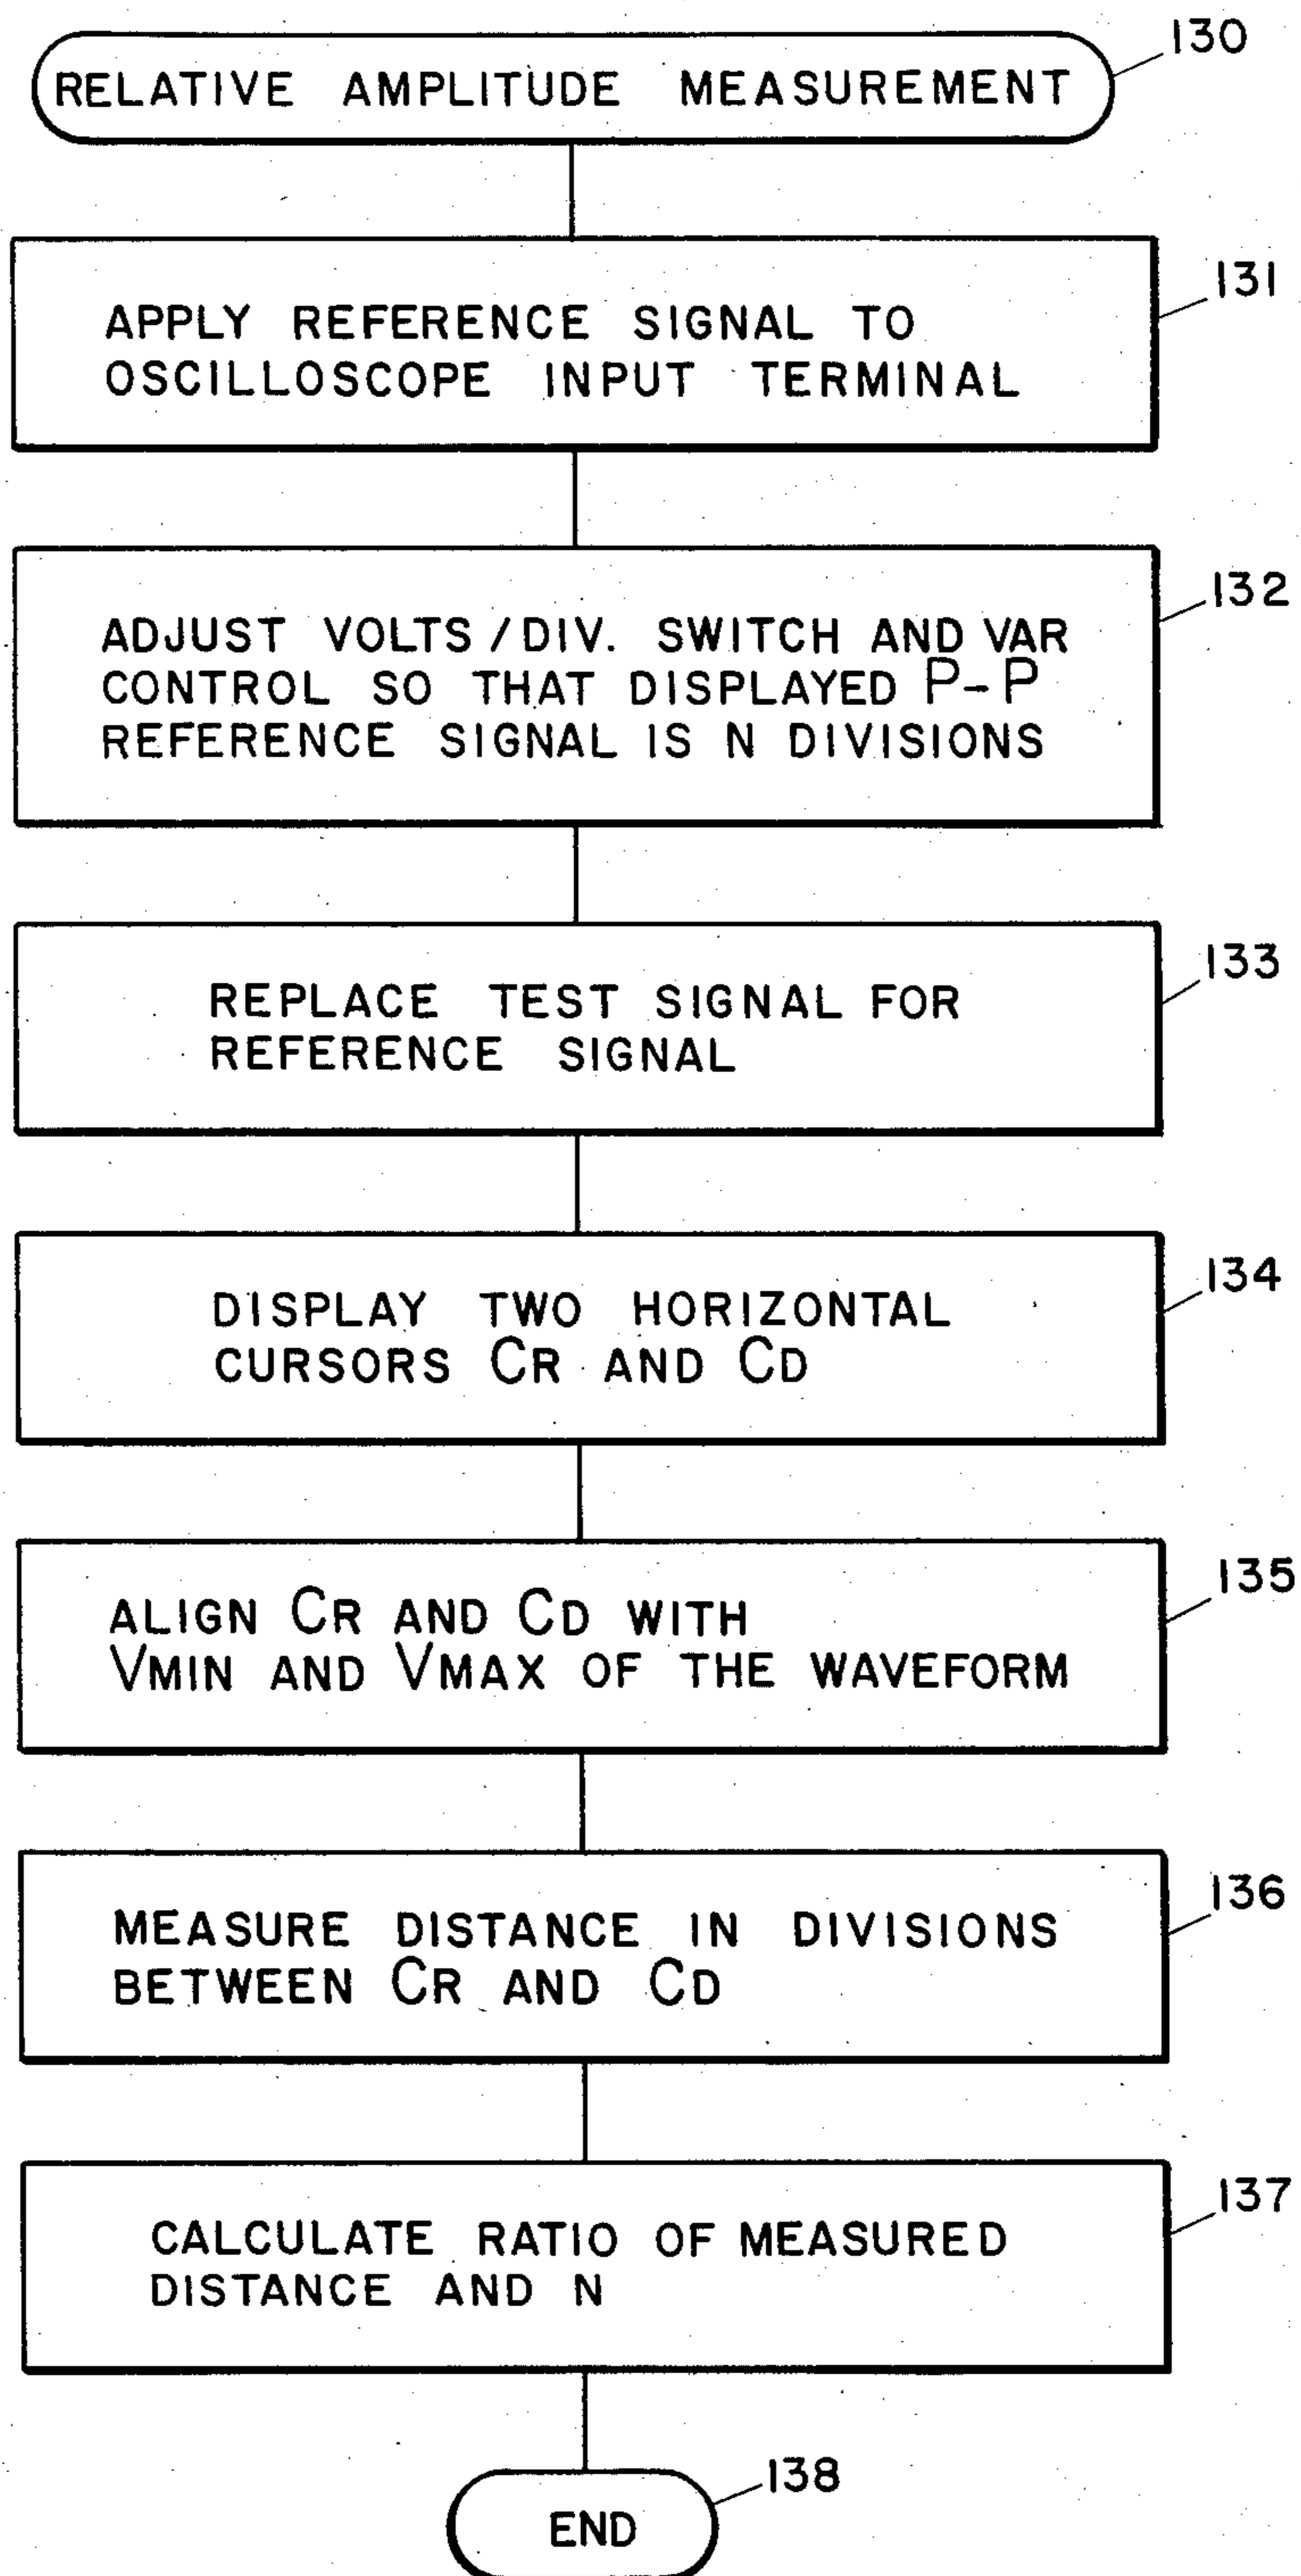 RELATIVE AMPLITUDE MEASUREMENT
130
131
APPLY REFERENCE SIGNAL TO
OSCILLOSCOPE INPUT TERMINAL
132
ADJUST VOLTS/DIV. SWITCH AND VAR
CONTROL SO THAT DISPLAYED P-P
REFERENCE SIGNAL IS N DIVISIONS
133
REPLACE TEST SIGNAL FOR
REFERENCE SIGNAL
134
DISPLAY TWO HORIZONTAL
CURSORS CR AND CD
135
ALIGN CR AND CD WITH
VMIN AND VMAX OF THE WAVEFORM
136
MEASURE DISTANCE IN DIVISIONS
BETWEEN CR AND CD
137
CALCULATE RATIO OF MEASURED
DISTANCE AND N
138
END